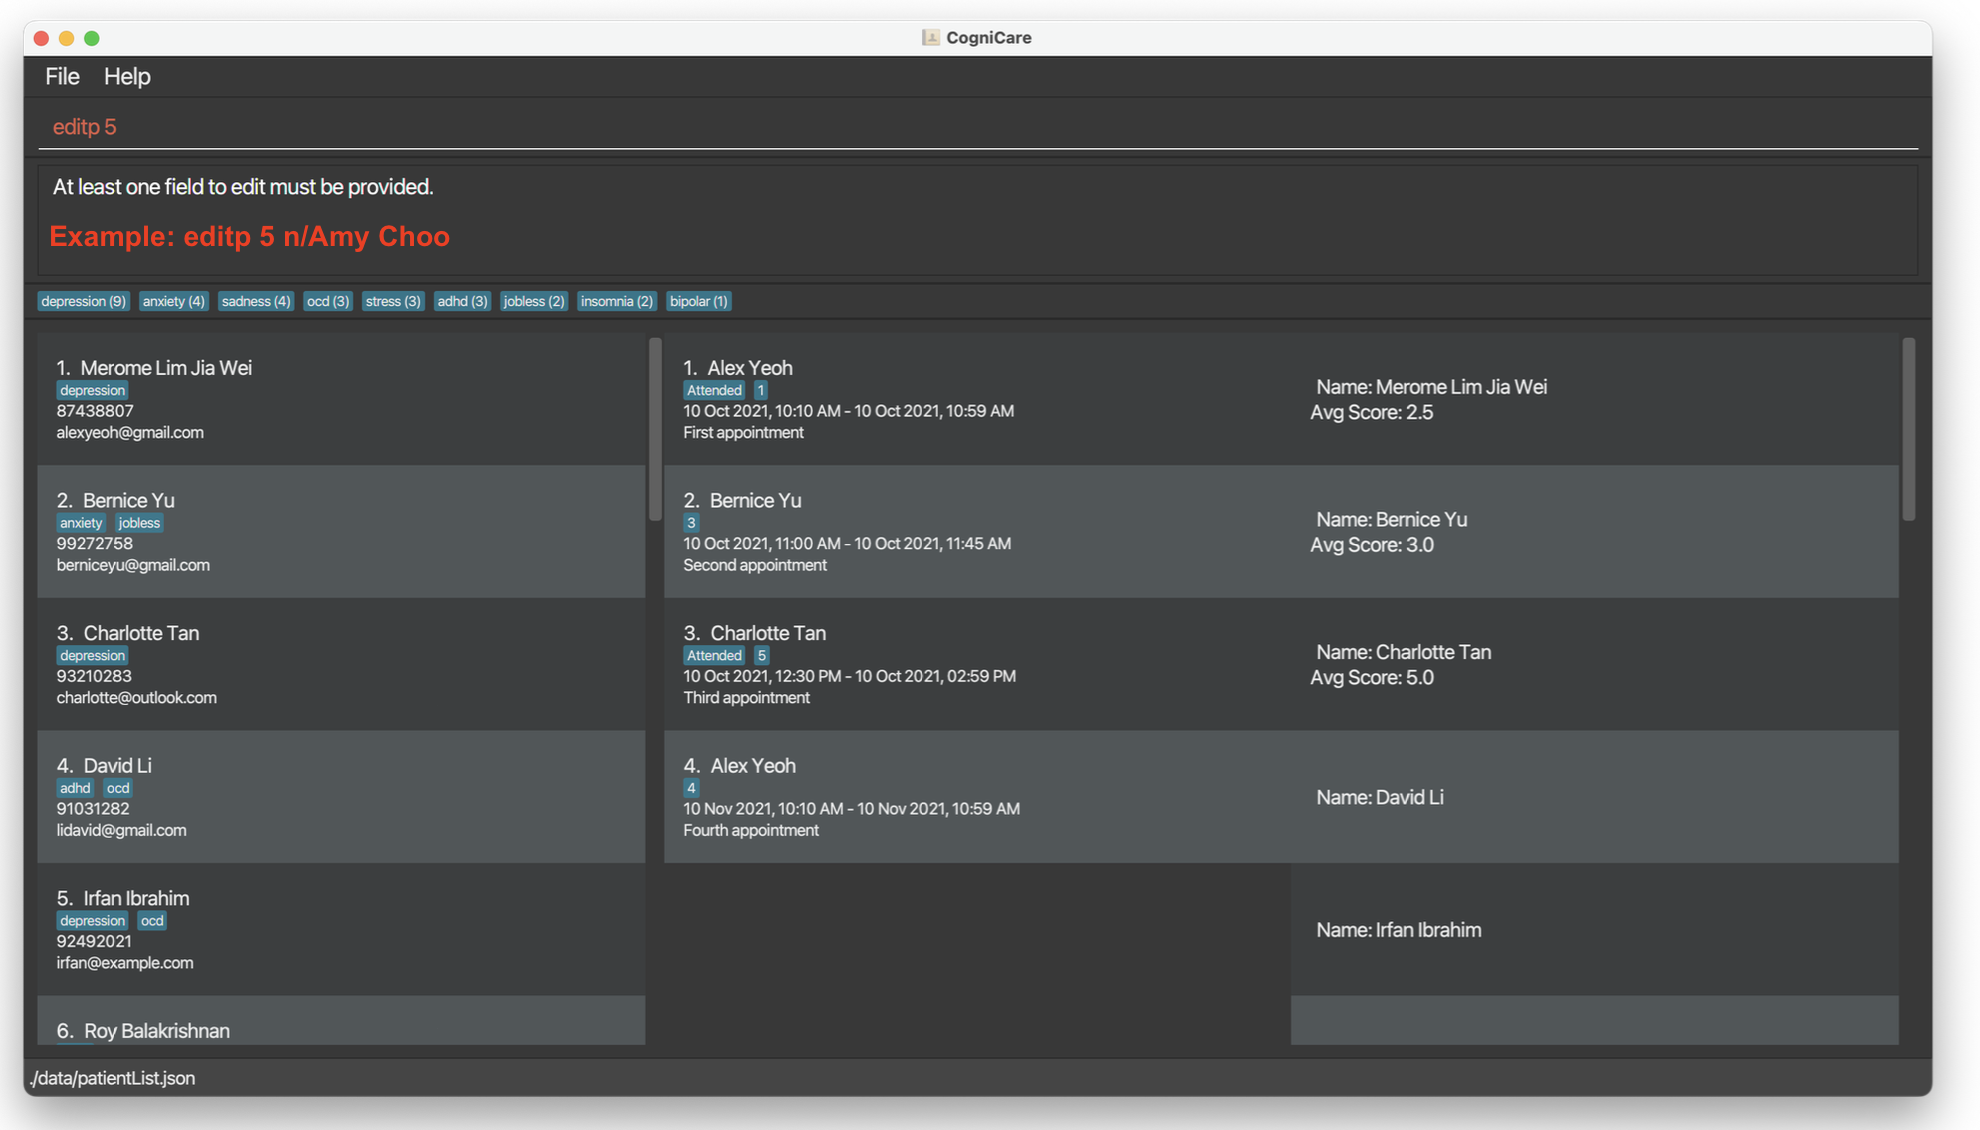 CogniCare
File Help
editp 5
At least one field to edit must be provided.
Example: editp 5 n/Amy Choo
depression (9) anxiety (4) sadness (4) ocd (3) stress (3) adhd (3) jobless (2) insomnia (2) bipolar (1)
1. Merome Lim Jia Wei
depression
87438807
alexyeoh@gmail.com
2. Bernice Yu
anxiety jobless
99272758
berniceyu@gmail.com
3. Charlotte Tan
depression
93210283
charlotte@outlook.com
4. David Li
adhd ocd
91031282
lidavid@gmail.com
5. Irfan Ibrahim
depression ocd
92492021
irfan@example.com
6. Roy Balakrishnan
1. Alex Yeoh
Attended 1
10 Oct 2021, 10:10 AM - 10 Oct 2021, 10:59 AM
First appointment
2. Bernice Yu
3
10 Oct 2021, 11:00 AM - 10 Oct 2021, 11:45 AM
Second appointment
3. Charlotte Tan
Attended 5
10 Oct 2021, 12:30 PM - 10 Oct 2021, 02:59 PM
Third appointment
4. Alex Yeoh
4
10 Nov 2021, 10:10 AM - 10 Nov 2021, 10:59 AM
Fourth appointment
Name: Merome Lim Jia Wei
Avg Score: 2.5
Name: Bernice Yu
Avg Score: 3.0
Name: Charlotte Tan
Avg Score: 5.0
Name: David Li
Name: Irfan Ibrahim
./data/patientList.json